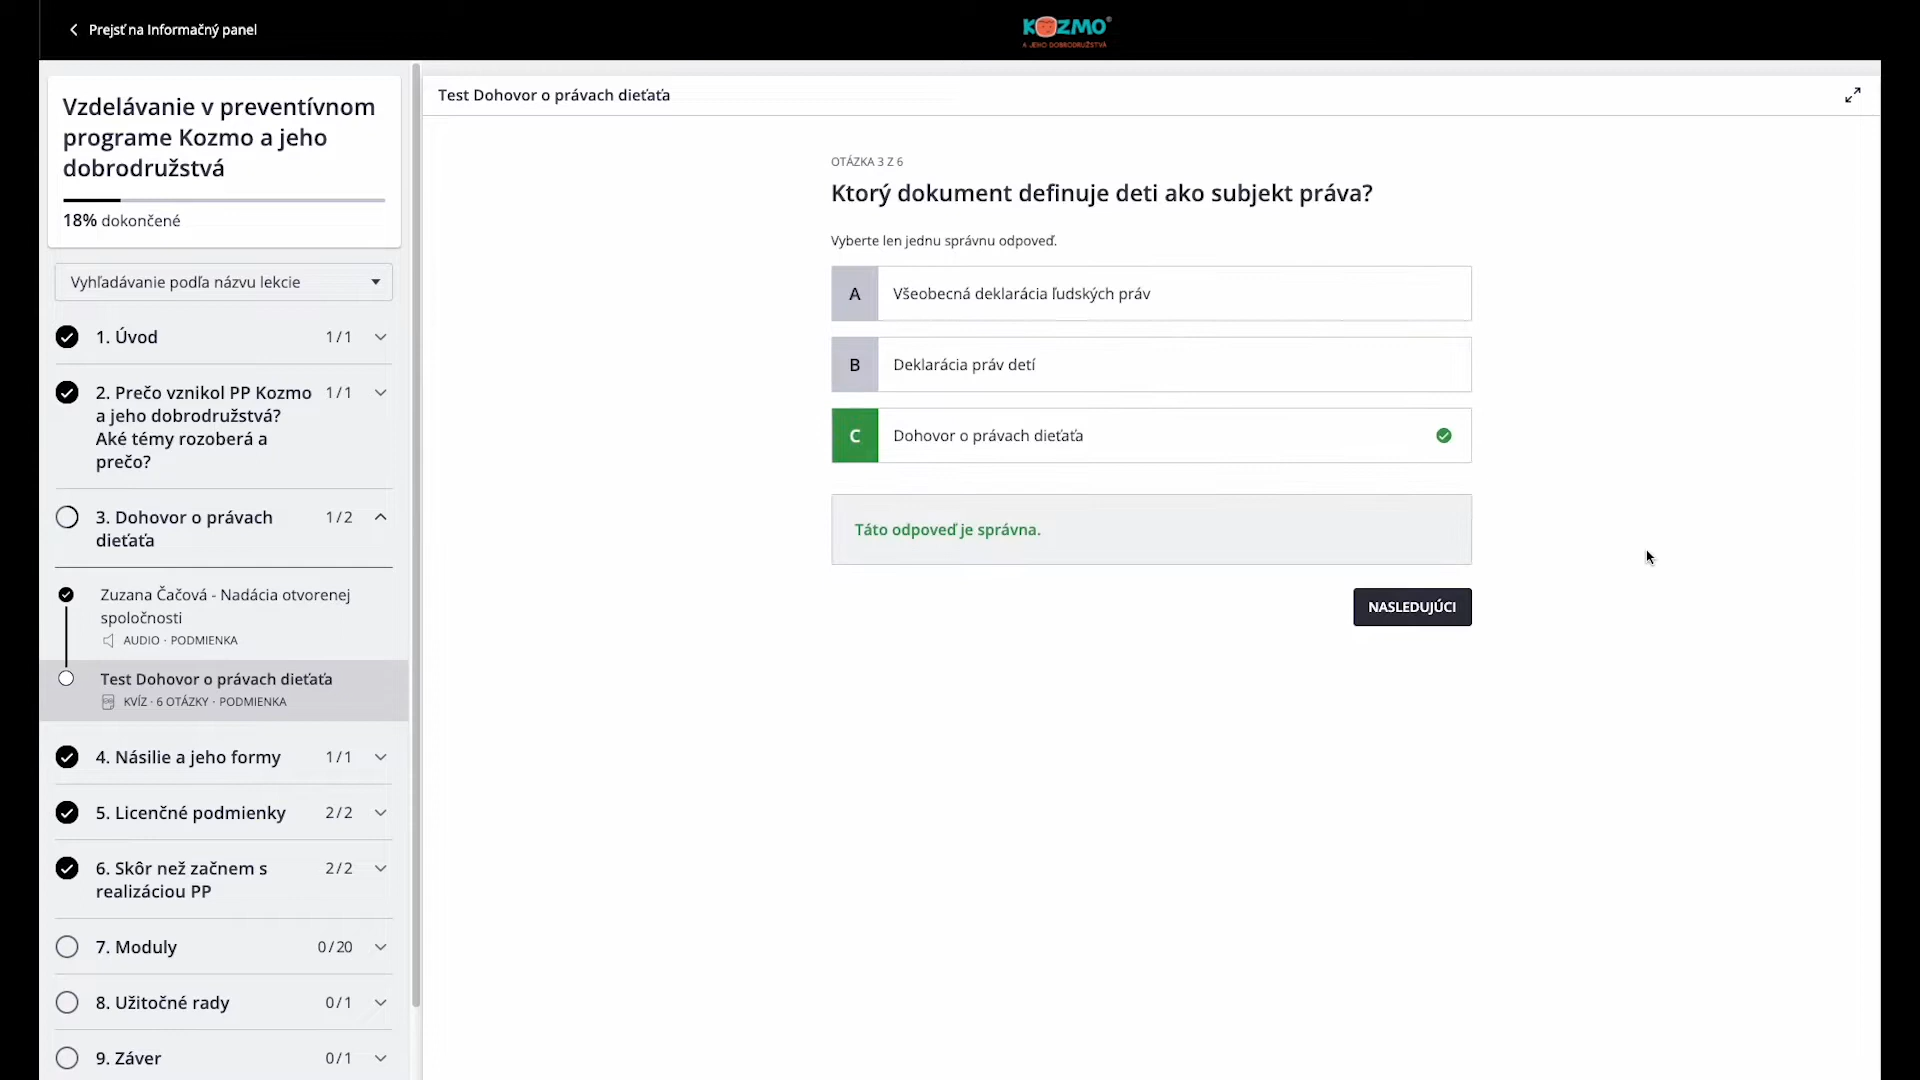 Prejsť na Informačný panel
KOZMO
A JEHO DOBRODRUŽSTVÁ
Vzdelávanie v preventívnom
programe Kozmo a jeho
dobrodružstvá
18% dokončené
Vyhľadávanie podľa názvu lekcie
1. Úvod 1/1
2. Prečo vznikol PP Kozmo 1/1
a jeho dobrodružstvá?
Aké témy rozoberá a
prečo?
3. Dohovor o právach 1/2
dieťaťa
Zuzana Čačová - Nadácia otvorenej
spoločnosti
AUDIO · PODMIENKA
Test Dohovor o právach dieťaťa
KVÍZ · 6 OTÁZKY · PODMIENKA
4. Násilie a jeho formy 1/1
5. Licenčné podmienky 2/2
6. Skôr než začnem s 2/2
realizáciou PP
7. Moduly 0/20
8. Užitočné rady 0/1
9. Záver 0/1
Test Dohovor o právach dieťaťa
OTÁZKA 3 Z 6
Ktorý dokument definuje deti ako subjekt práva?
Vyberte len jednu správnu odpoveď.
A Všeobecná deklarácia ľudských práv
B Deklarácia práv detí
C Dohovor o právach dieťaťa
Táto odpoveď je správna.
NASLEDUJÚCI